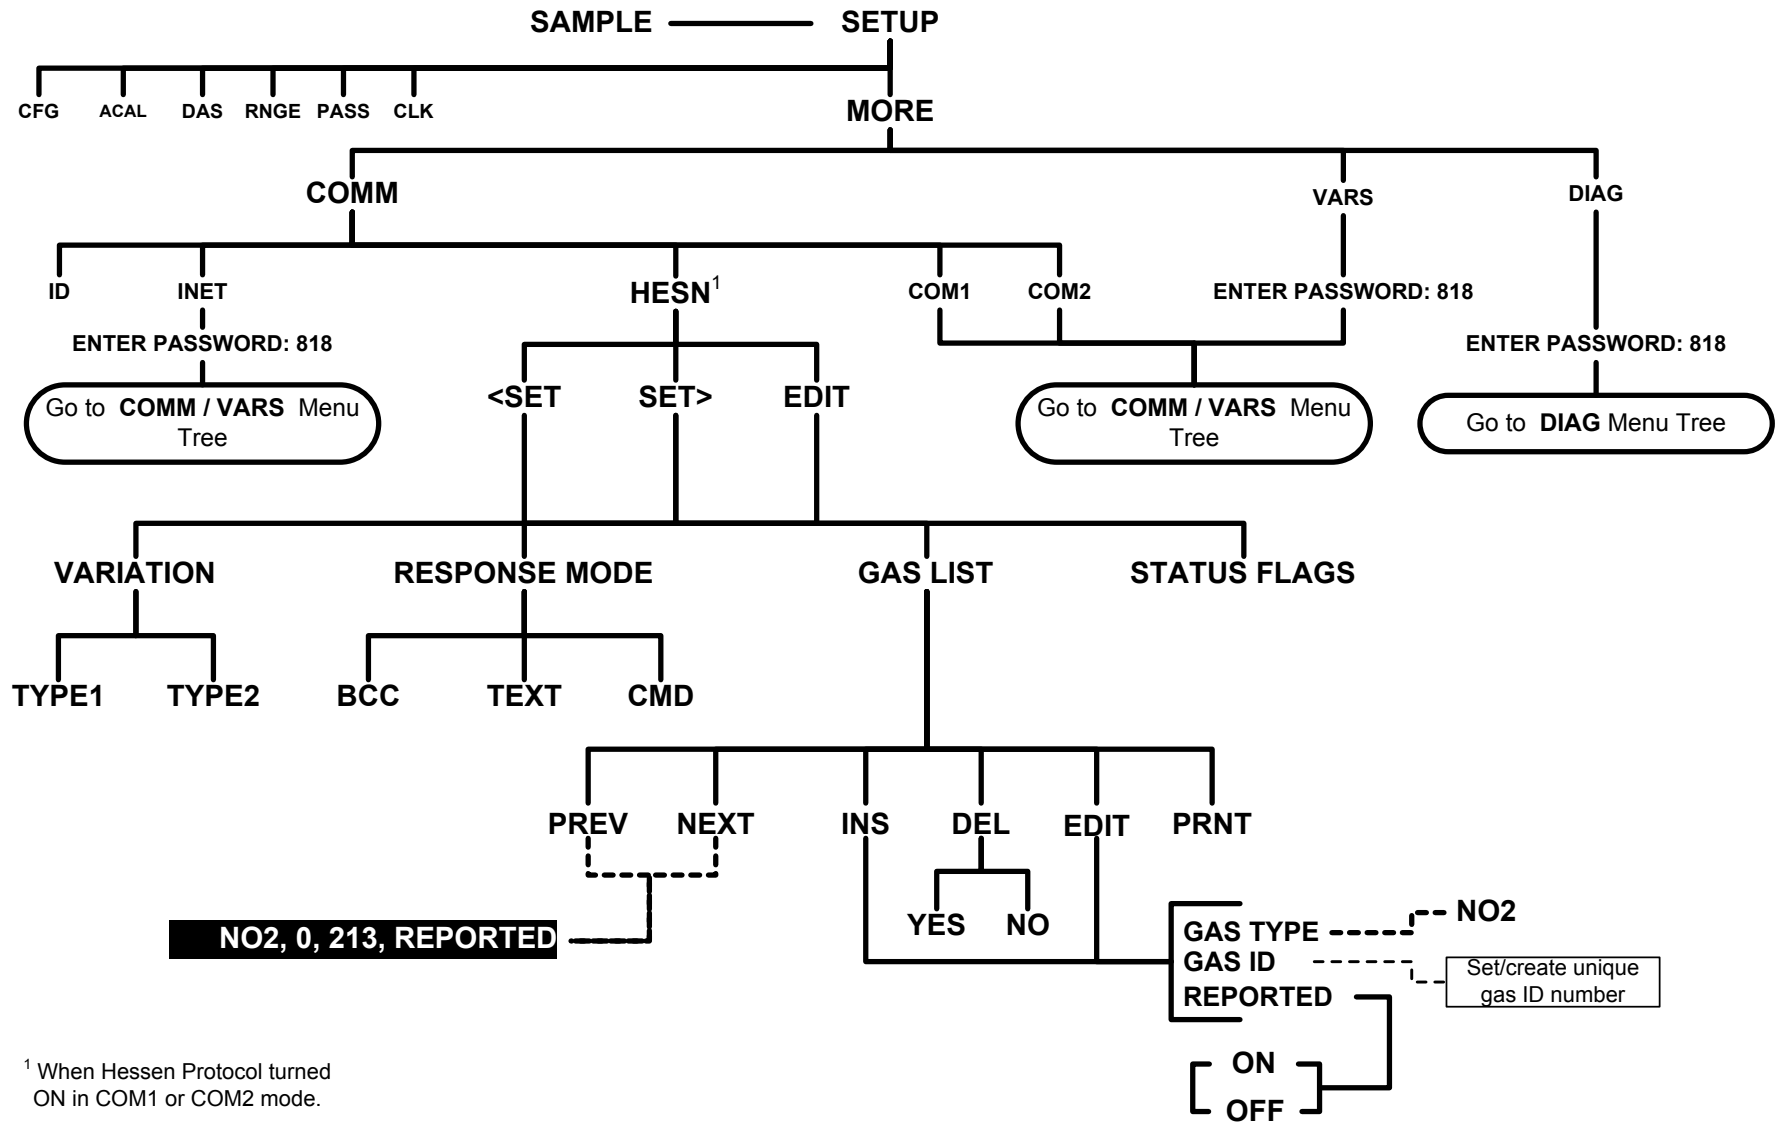 SAMPLE SETUP
CFG ACAL DAS RNGE PASS CLK MORE
COMM VARS DIAG
ID INET HESN1 COM1 COM2 ENTER PASSWORD: 818
ENTER PASSWORD: 818 ENTER PASSWORD: 818
<SET SET> EDIT
Go to COMM / VARS Menu
Tree
Go to COMM / VARS Menu
Tree
Go to DIAG Menu Tree
VARIATION RESPONSE MODE GAS LIST STATUS FLAGS
TYPE1 TYPE2 BCC TEXT CMD
PREV NEXT INS DEL EDIT PRNT
YES NO
NO2, 0, 213, REPORTED
GAS TYPE NO2
GAS ID
Set/create unique
gas ID number
REPORTED
ON
OFF
1 When Hessen Protocol turned
ON in COM1 or COM2 mode.